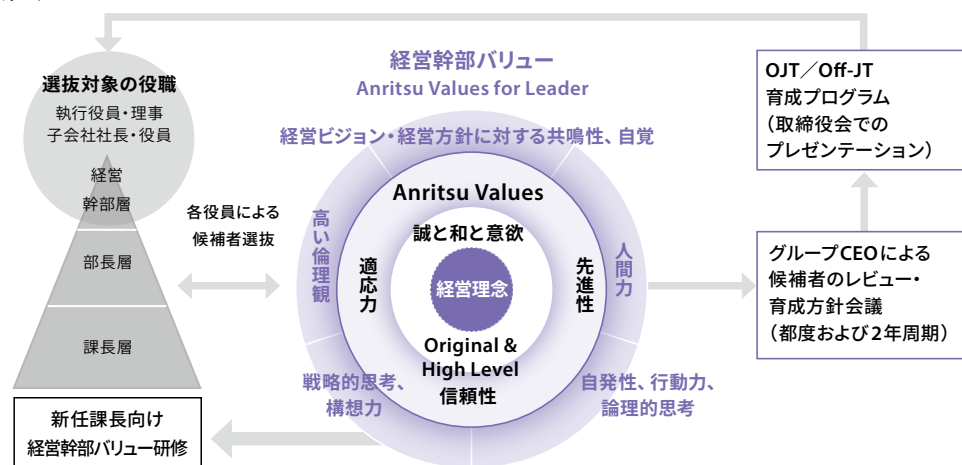 選抜対象の役職
執行役員・理事
子会社社長・役員
経営
幹部層
部長層
課長層
新任課長向け
経営幹部バリュー研修
各役員による
候補者選抜
経営幹部バリュー
Anritsu Values for Leader
経営ビジョン・経営方針に対する共鳴性、自覚
高い倫理観
人間力
戦略的思考、
構想力
自発性、行動力、
論理的思考
Anritsu Values
誠と和と意欲
適応力
経営理念
先進性
Original &
High Level
信頼性
OJT／Off-JT
育成プログラム
（取締役会での
プレゼンテーション）
グループCEOによる
候補者のレビュー・
育成方針会議
（都度および2年周期）